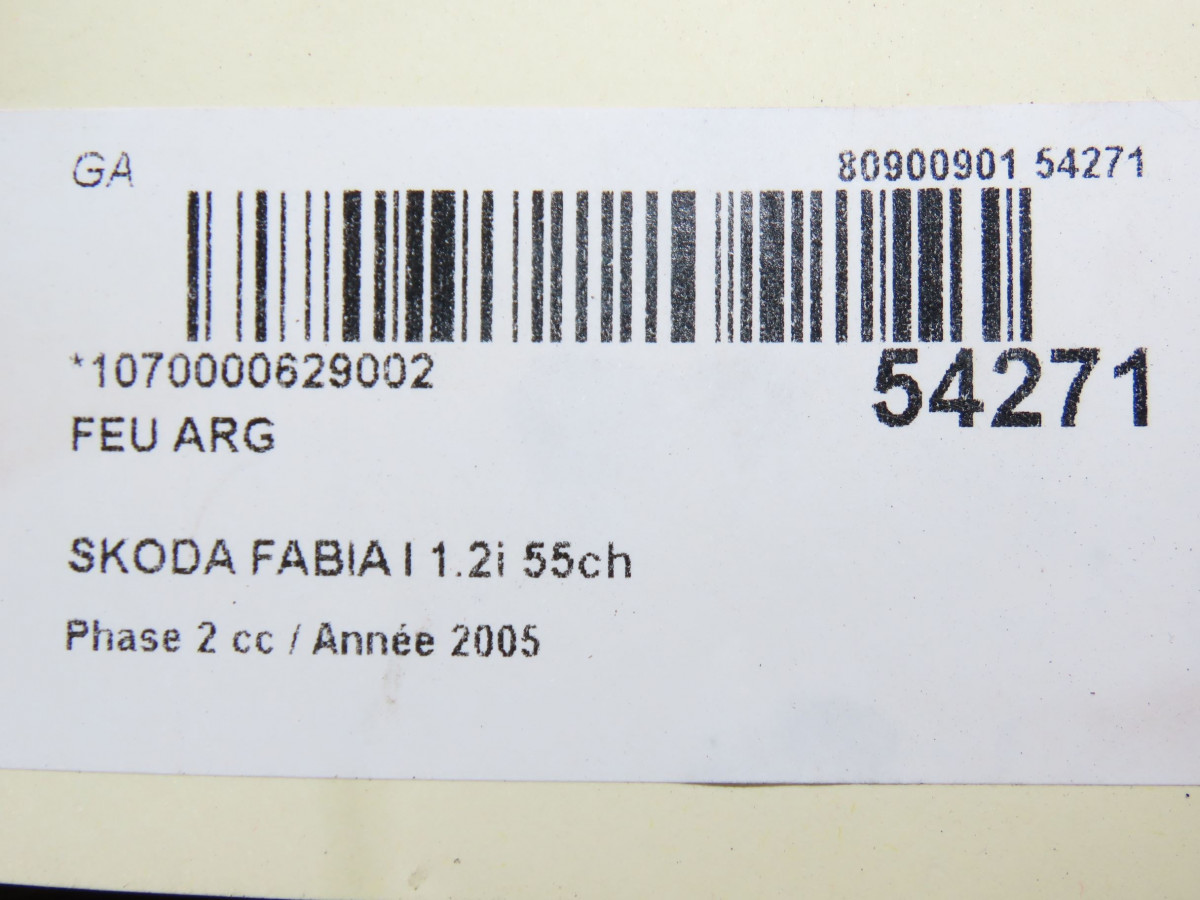 GA
80900901 54271
*1070000629002
54271
FEU ARG
SKODA FABIA I 1.2i 55ch
Phase 2 cc / Année 2005